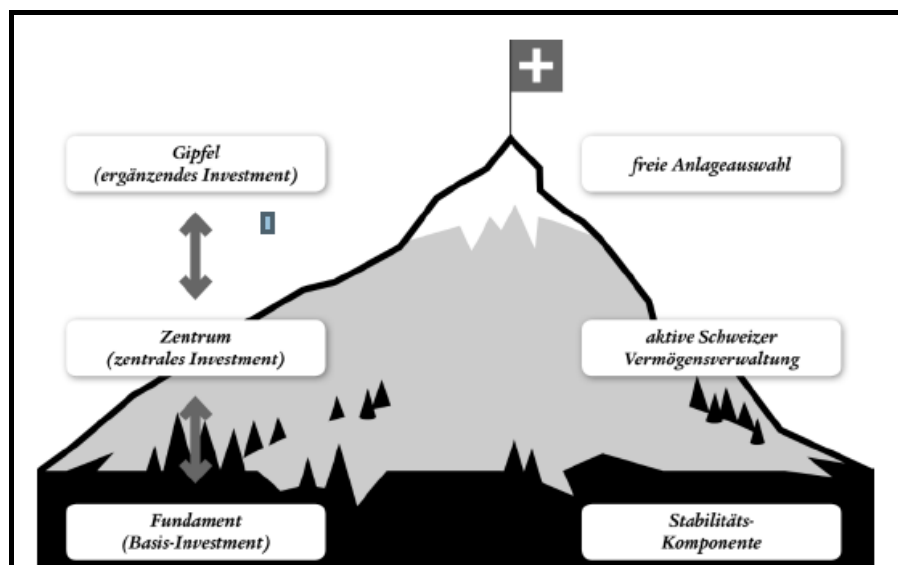 Gipfel
(ergänzendes Investment)
freie Anlageauswahl
Zentrum
(zentrales Investment)
aktive Schweizer
Vermögensverwaltung
Fundament
(Basis-Investment)
Stabilitäts-
Komponente